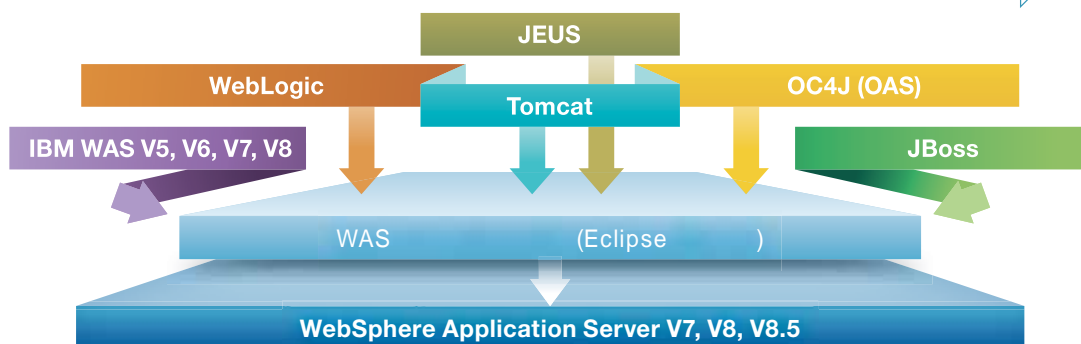 JEUS
WebLogic
OC4J (OAS)
Tomcat
IBM WAS V5, V6, V7, V8
JBoss
WAS (Eclipse )
WebSphere Application Server V7, V8, V8.5